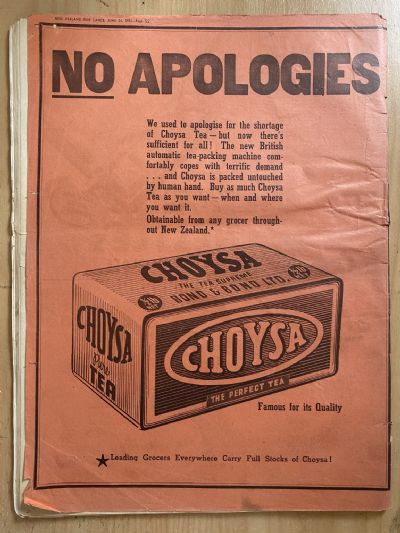 NO APOLOGIES
We used to apologise for the shortage
of Choysa Tea — but now there's
sufficient for all! The new British
automatic tea-packing machine com-
fortably copes with terrific demand
. . . and Choysa is packed untouched
by human hand. Buy as much Choysa
Tea as you want — when and where
you want it.
Obtainable from any grocer through-
out New Zealand.*
CHOYSA
THE TEA SUPREME
BOND & BOND LTD.
CHOYSA
TEA
CHOYSA
THE PERFECT TEA
Famous for its Quality
★ Leading Grocers Everywhere Carry Full Stocks of Choysa!